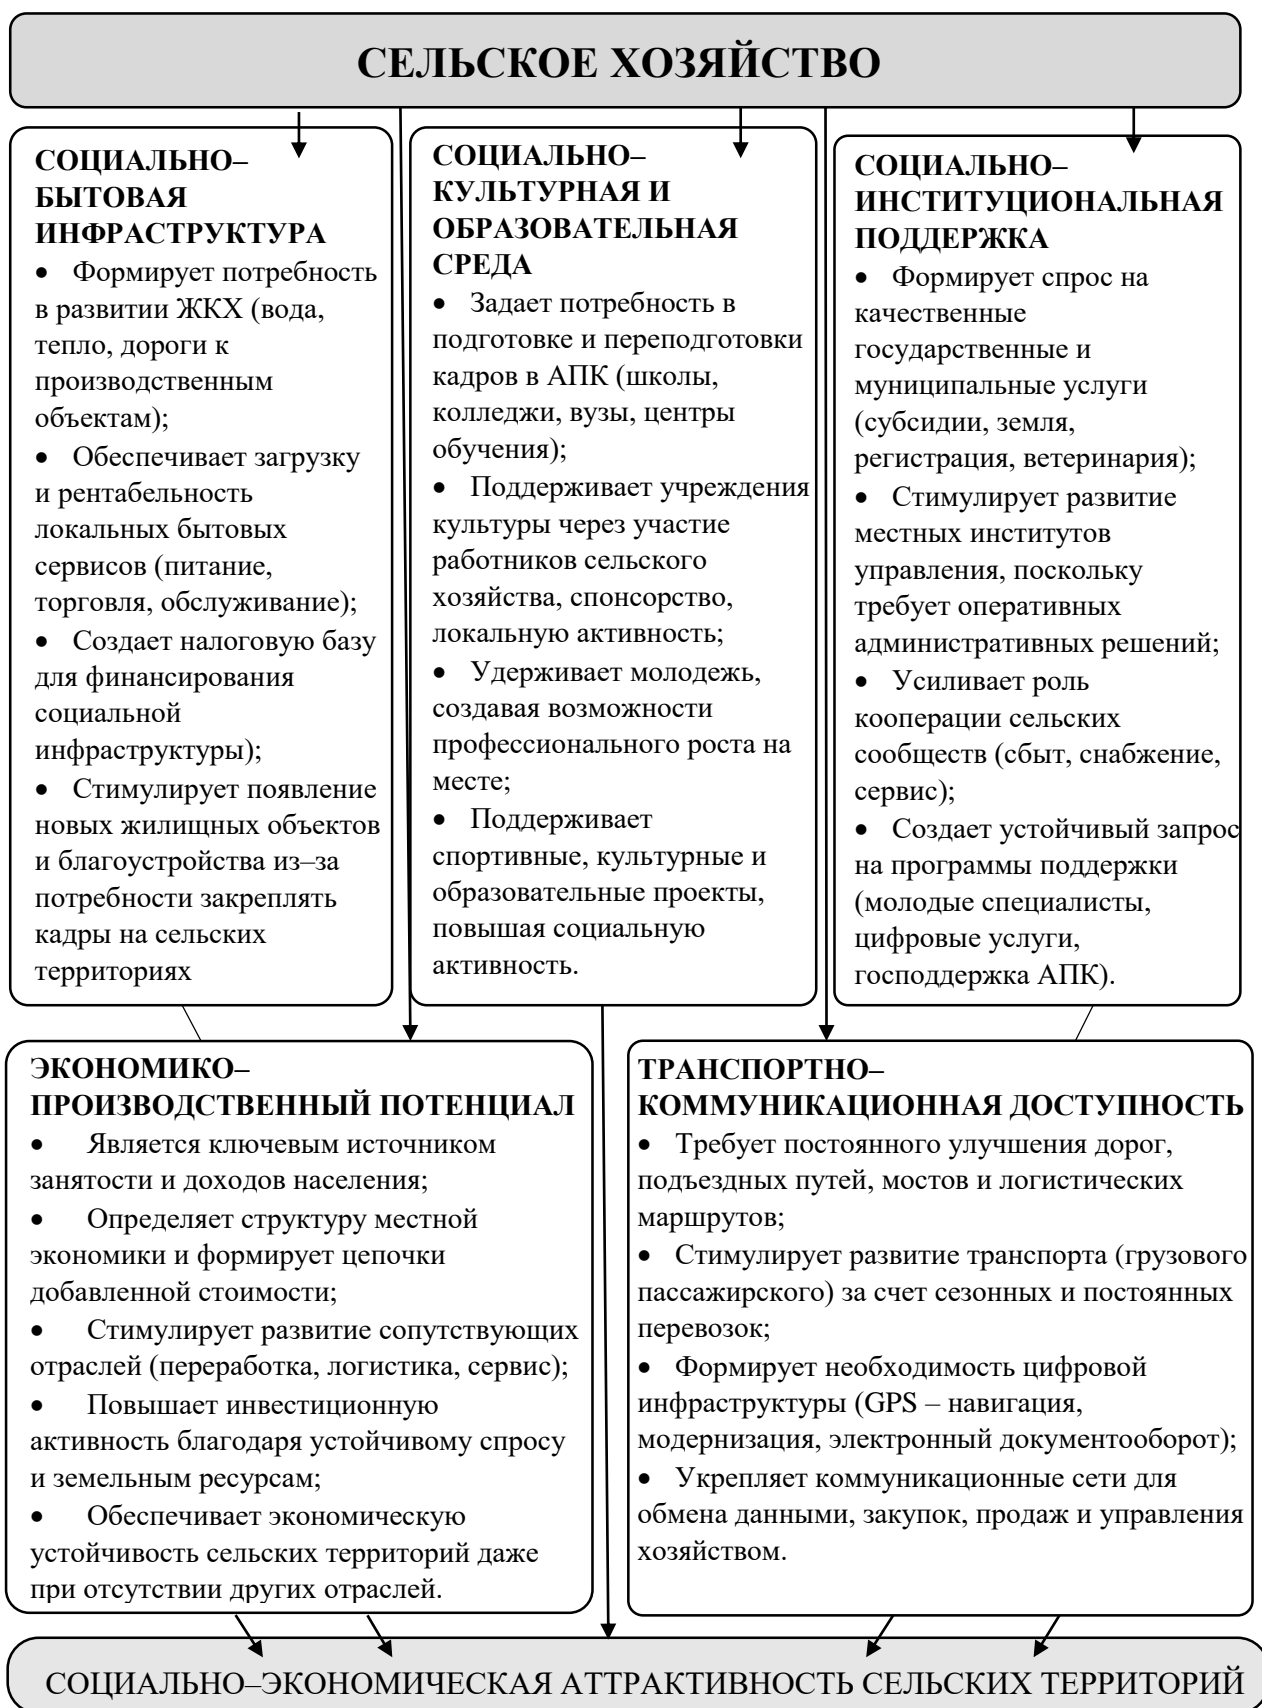 СЕЛЬСКОЕ ХОЗЯЙСТВО
СОЦИАЛЬНО–
БЫТОВАЯ
ИНФРАСТРУКТУРА
• Формирует потребность
в развитии ЖКХ (вода,
тепло, дороги к
производственным
объектам);
• Обеспечивает загрузку
и рентабельность
локальных бытовых
сервисов (питание,
торговля, обслуживание);
• Создает налоговую базу
для финансирования
социальной
инфраструктуры);
• Стимулирует появление
новых жилищных объектов
и благоустройства из–за
потребности закреплять
кадры на сельских
территориях
СОЦИАЛЬНО–
КУЛЬТУРНАЯ И
ОБРАЗОВАТЕЛЬНАЯ
СРЕДА
• Задает потребность в
подготовке и переподготовки
кадров в АПК (школы,
колледжи, вузы, центры
обучения);
• Поддерживает учреждения
культуры через участие
работников сельского
хозяйства, спонсорство,
локальную активность;
• Удерживает молодежь,
создавая возможности
профессионального роста на
месте;
• Поддерживает
спортивные, культурные и
образовательные проекты,
повышая социальную
активность.
СОЦИАЛЬНО–
ИНСТИТУЦИОНАЛЬНАЯ
ПОДДЕРЖКА
• Формирует спрос на
качественные
государственные и
муниципальные услуги
(субсидии, земля,
регистрация, ветеринария);
• Стимулирует развитие
местных институтов
управления, поскольку
требует оперативных
административных решений;
• Усиливает роль
кооперации сельских
сообществ (сбыт, снабжение,
сервис);
• Создает устойчивый запрос
на программы поддержки
(молодые специалисты,
цифровые услуги,
господдержка АПК).
ЭКОНОМИКО–
ПРОИЗВОДСТВЕННЫЙ ПОТЕНЦИАЛ
• Является ключевым источником
занятости и доходов населения;
• Определяет структуру местной
экономики и формирует цепочки
добавленной стоимости;
• Стимулирует развитие сопутствующих
отраслей (переработка, логистика, сервис);
• Повышает инвестиционную
активность благодаря устойчивому спросу
и земельным ресурсам;
• Обеспечивает экономическую
устойчивость сельских территорий даже
при отсутствии других отраслей.
ТРАНСПОРТНО–
КОММУНИКАЦИОННАЯ ДОСТУПНОСТЬ
• Требует постоянного улучшения дорог,
подъездных путей, мостов и логистических
маршрутов;
• Стимулирует развитие транспорта (грузового
пассажирского) за счет сезонных и постоянных
перевозок;
• Формирует необходимость цифровой
инфраструктуры (GPS – навигация,
модернизация, электронный документооборот);
• Укрепляет коммуникационные сети для
обмена данными, закупок, продаж и управления
хозяйством.
СОЦИАЛЬНО–ЭКОНОМИЧЕСКАЯ АТТРАКТИВНОСТЬ СЕЛЬСКИХ ТЕРРИТОРИЙ